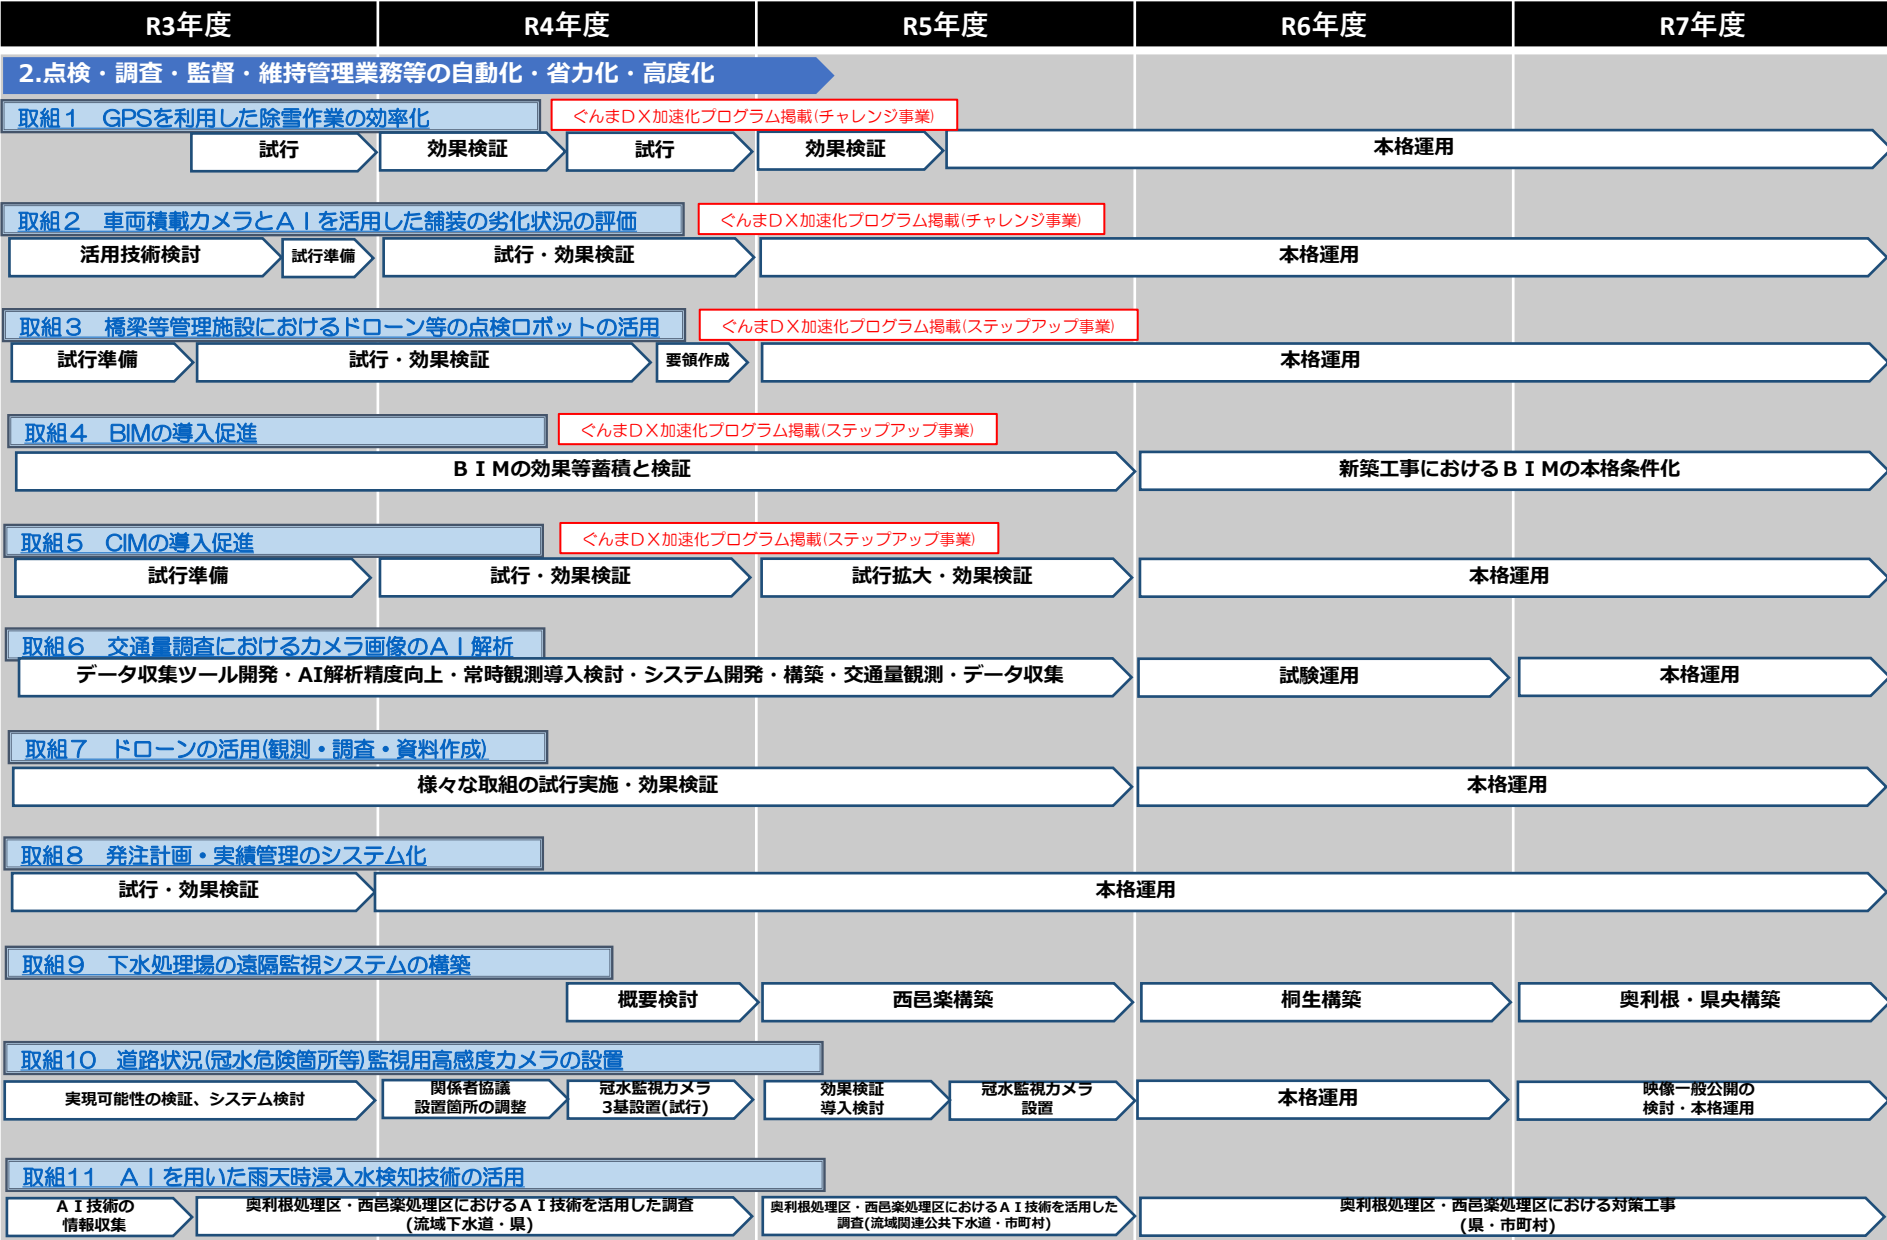 R3年度
R4年度
R5年度
R6年度
R7年度
2.点検・調査・監督・維持管理業務等の自動化・省力化・高度化
取組1　GPSを利用した除雪作業の効率化
ぐんまDX加速化プログラム掲載(チャレンジ事業)
試行
効果検証
試行
効果検証
本格運用
取組2　車両積載カメラとAIを活用した舗装の劣化状況の評価
ぐんまDX加速化プログラム掲載(チャレンジ事業)
活用技術検討
試行準備
試行・効果検証
本格運用
取組3　橋梁等管理施設におけるドローン等の点検ロボットの活用
ぐんまDX加速化プログラム掲載(ステップアップ事業)
試行準備
試行・効果検証
要領作成
本格運用
取組4　BIMの導入促進
ぐんまDX加速化プログラム掲載(ステップアップ事業)
BIMの効果等蓄積と検証
新築工事におけるBIMの本格条件化
取組5　CIMの導入促進
ぐんまDX加速化プログラム掲載(ステップアップ事業)
試行準備
試行・効果検証
試行拡大・効果検証
本格運用
取組6　交通量調査におけるカメラ画像のAI解析
データ収集ツール開発・AI解析精度向上・常時観測導入検討・システム開発・構築・交通量観測・データ収集
試験運用
本格運用
取組7　ドローンの活用(観測・調査・資料作成)
様々な取組の試行実施・効果検証
本格運用
取組8　発注計画・実績管理のシステム化
試行・効果検証
本格運用
取組9　下水処理場の遠隔監視システムの構築
概要検討
西邑楽構築
桐生構築
奥利根・県央構築
取組10　道路状況(冠水危険箇所等)監視用高感度カメラの設置
実現可能性の検証、システム検討
関係者協議
設置箇所の調整
冠水監視カメラ
3基設置(試行)
効果検証
導入検討
冠水監視カメラ
設置
本格運用
映像一般公開の
検討・本格運用
取組11　AIを用いた雨天時浸入水検知技術の活用
AI技術の
情報収集
奥利根処理区・西邑楽処理区におけるAI技術を活用した調査
(流域下水道・県)
奥利根処理区・西邑楽処理区におけるAI技術を活用した
調査(流域関連公共下水道・市町村)
奥利根処理区・西邑楽処理区における対策工事
(県・市町村)